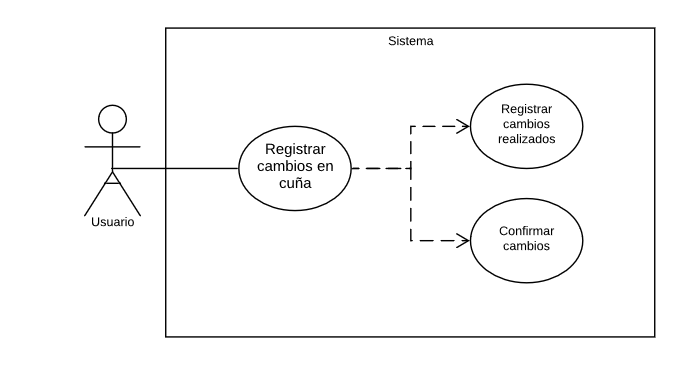 Sistema
Registrar
cambios
realizados
Registrar
cambios en
cuña
Usuario
Confirmar
cambios